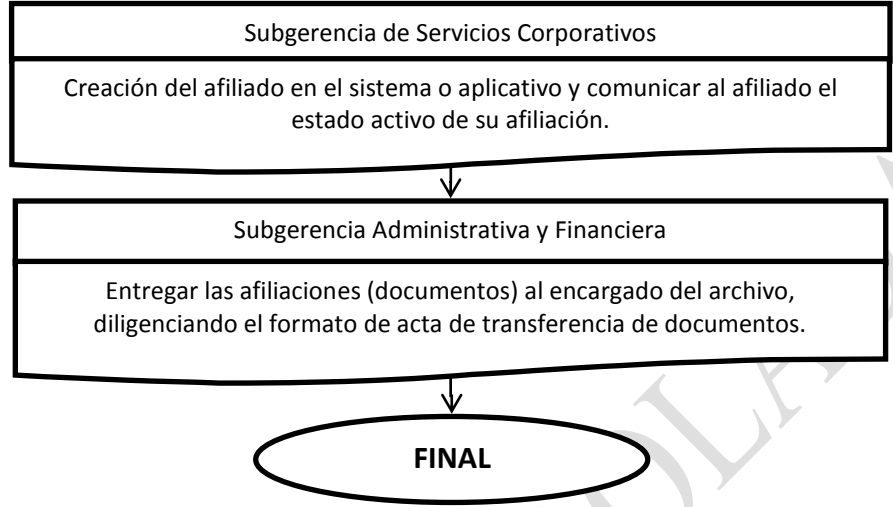 Subgerencia de Servicios Corporativos
Creación del afiliado en el sistema o aplicativo y comunicar al afiliado el
estado activo de su afiliación.
Subgerencia Administrativa y Financiera
Entregar las afiliaciones (documentos) al encargado del archivo,
diligenciando el formato de acta de transferencia de documentos.
FINAL